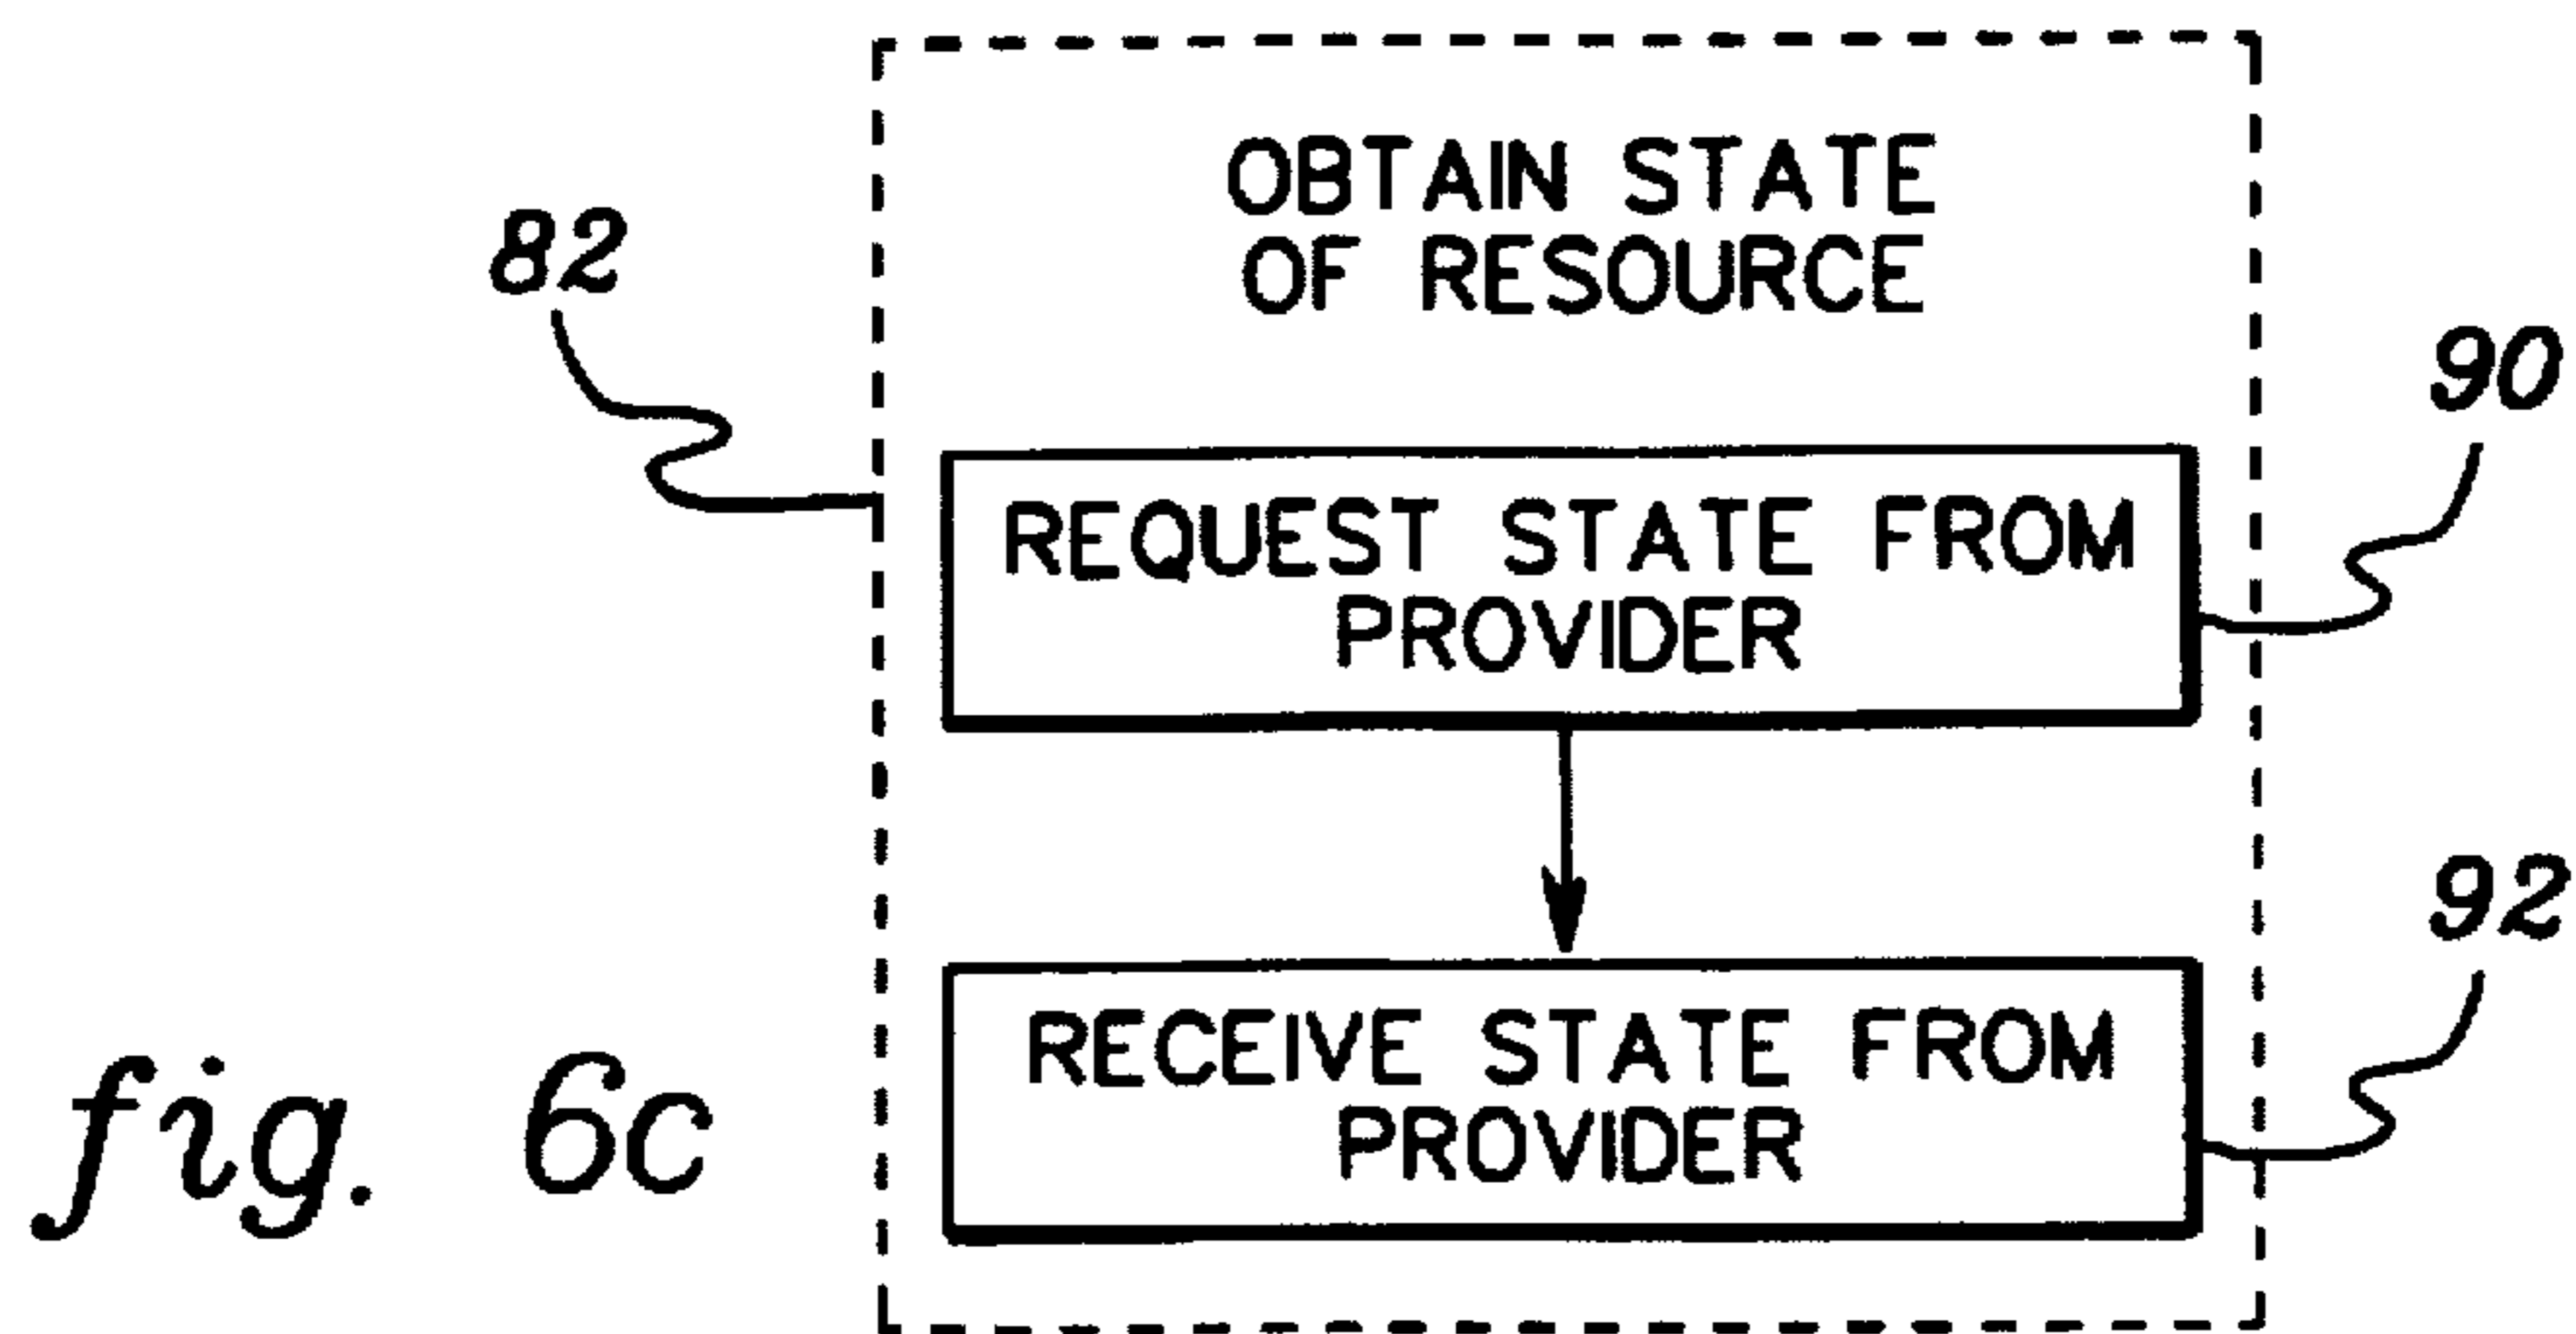 OBTAIN STATE
OF RESOURCE
82
90
REQUEST STATE FROM
PROVIDER
92
RECEIVE STATE FROM
PROVIDER
fig. 6c